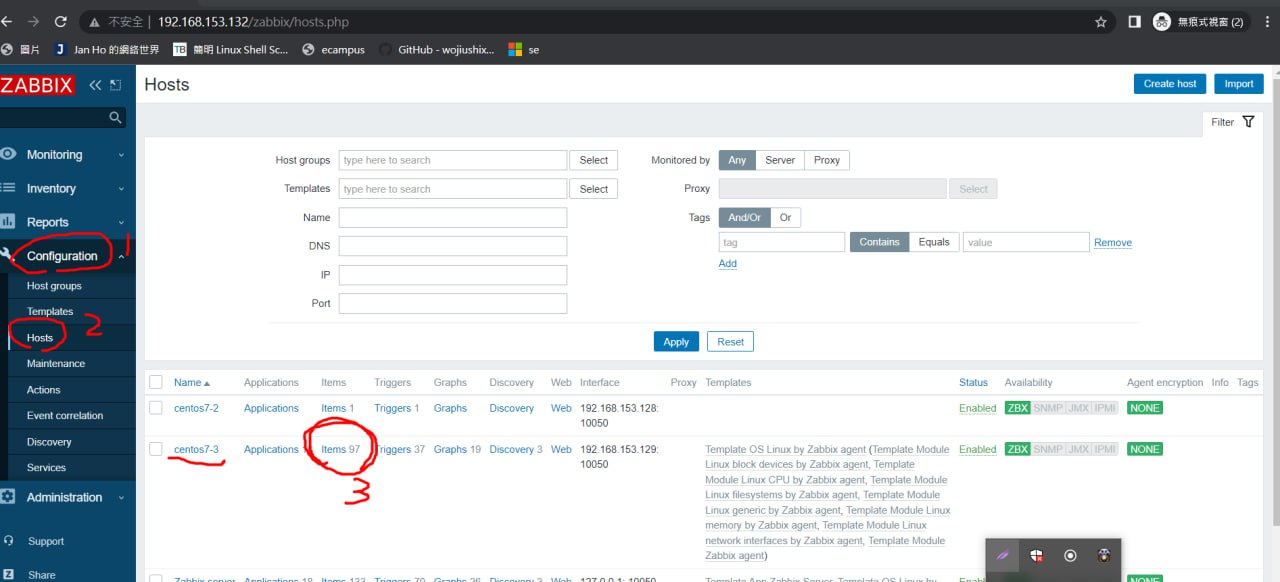 不安全 | 192.168.153.132/zabbix/hosts.php
無痕式視窗 (2)
圖片
J Jan Ho 的網絡世界
TB 簡明 Linux Shell Sc...
ecampus
GitHub - wojiushix...
se
ZABBIX
Hosts
Create host
Import
Filter
Monitoring
Inventory
Reports
Configuration
1
Host groups
Templates
2
Hosts
Maintenance
Actions
Event correlation
Discovery
Services
Administration
Support
Z Share
Host groups type here to search Select
Templates type here to search Select
Name
DNS
IP
Port
Monitored by Any Server Proxy
Proxy Select
Tags And/Or Or
tag Contains Equals value Remove
Add
Apply Reset
Name Applications Items Triggers Graphs Discovery Web Interface Proxy Templates Status Availability Agent encryption Info Tags
centos7-2 Applications Items 1 Triggers 1 Graphs Discovery Web 192.168.153.128: Enabled ZBX SNMP JMX IPMI NONE
10050
centos7-3 Applications Items 97 Triggers 37 Graphs 19 Discovery 3 Web 192.168.153.129: Template OS Linux by Zabbix agent (Template Module Enabled ZBX SNMP JMX IPMI NONE
10050 Linux block devices by Zabbix agent, Template
Module Linux CPU by Zabbix agent, Template Module
Linux filesystems by Zabbix agent, Template Module
Linux generic by Zabbix agent, Template Module Linux
memory by Zabbix agent, Template Module Linux
network interfaces by Zabbix agent, Template Module
Zabbix agent)
3
Zabbix server Applications 18 Items 133 Triggers 70 Graphs 26 Discovery 3 Web 127.0.0.1: 10050 Template App Zabbix Server, Template OS Linux by Enabled ZBX SNMP JMX IPMI NONE